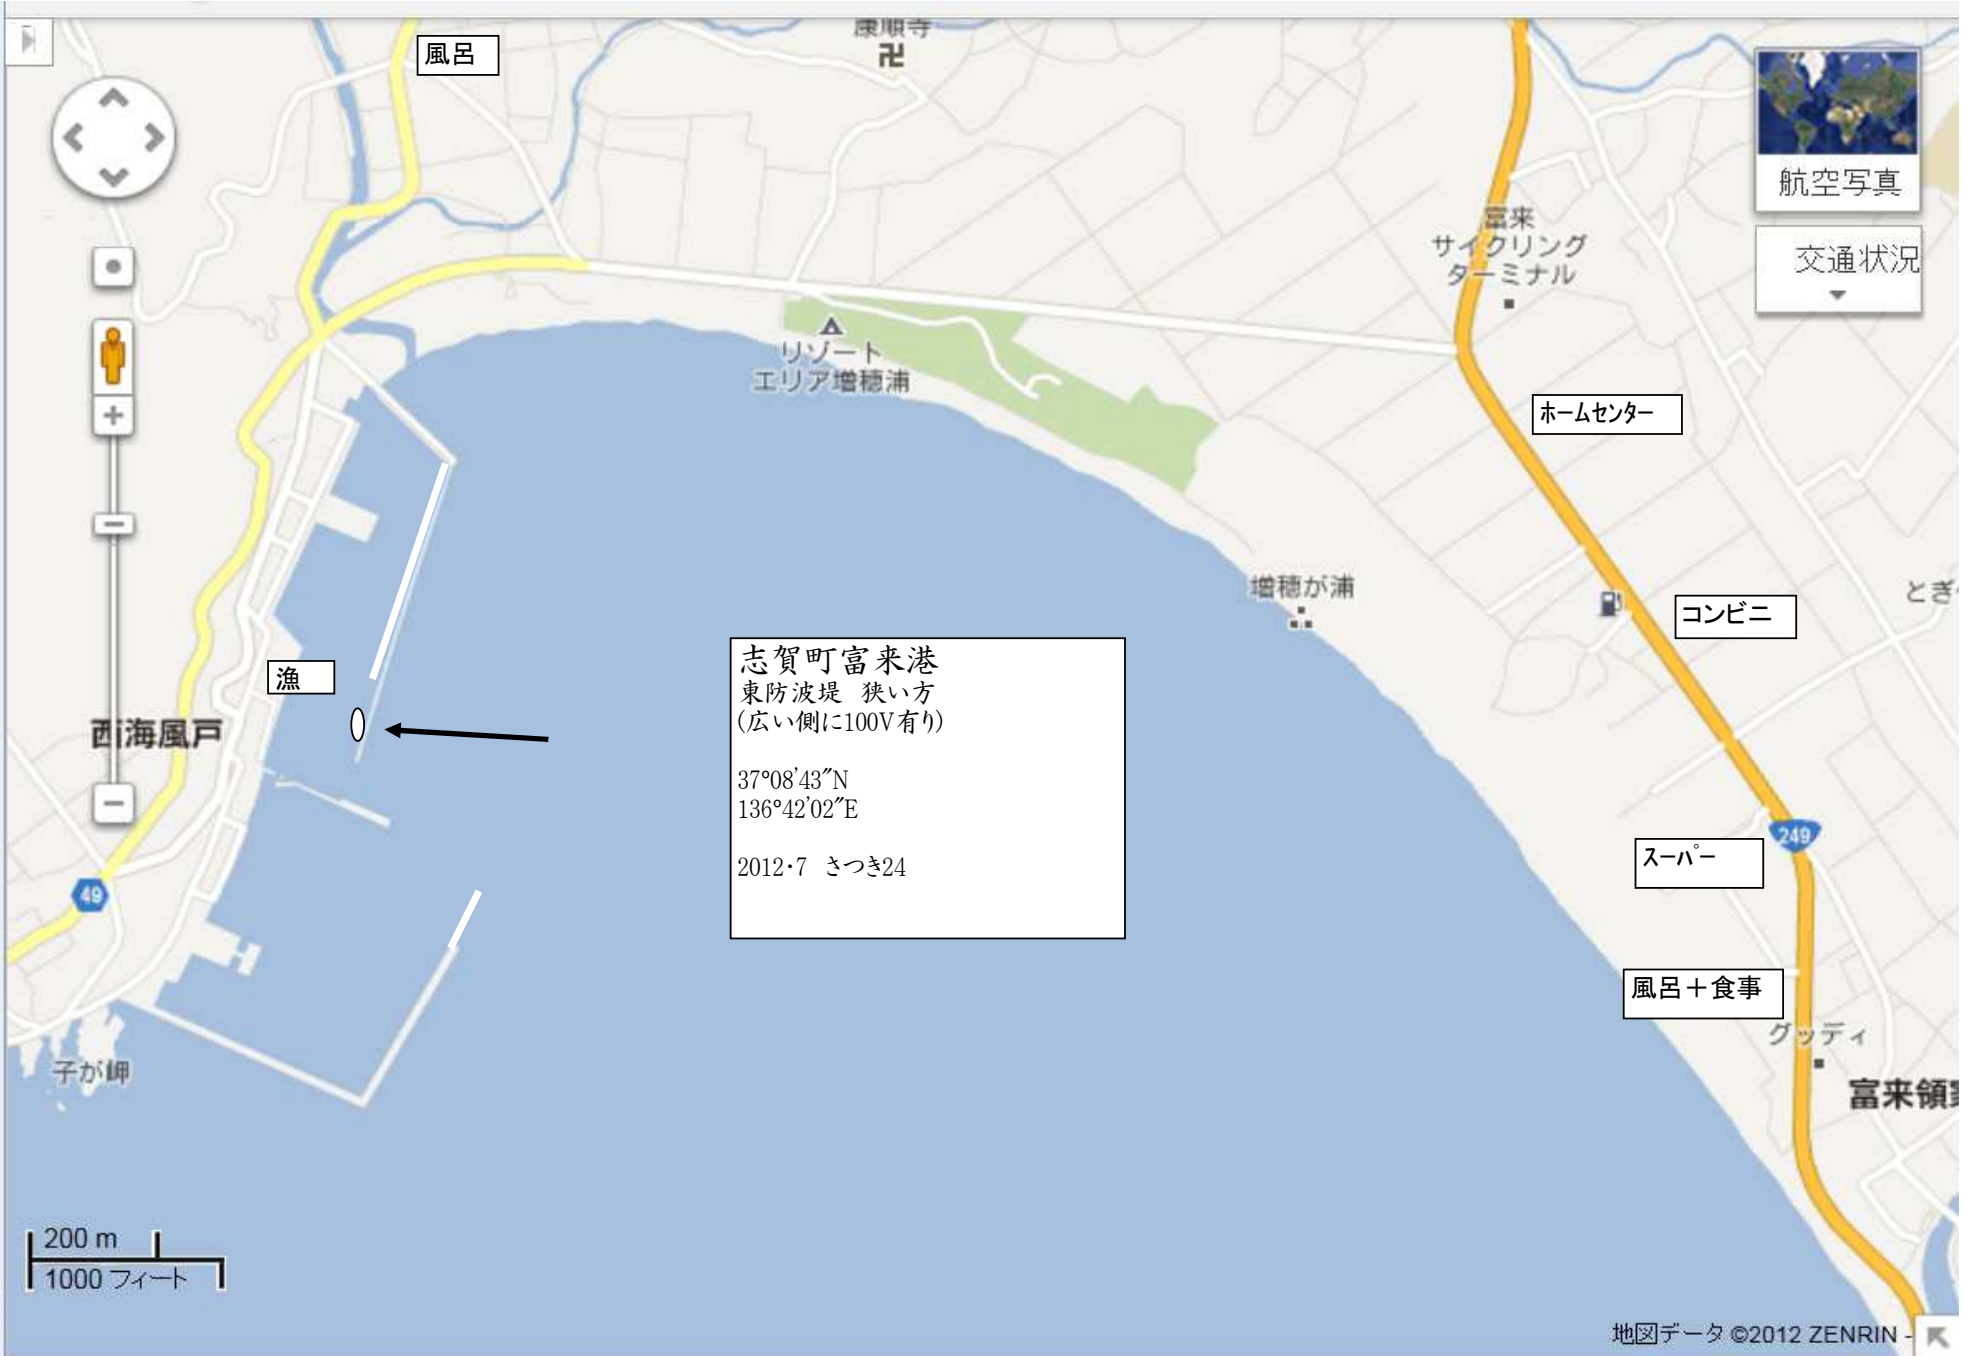 康順寺
風呂
航空写真
交通状況
富来
サイクリング
ターミナル
リゾート
エリア増穂浦
ホームセンター
増穂が浦
とぎ
コンビニ
漁
西海風戸
志賀町富来港
東防波堤 狭い方
(広い側に100V有り)
37°08'43"N
136°42'02"E
2012・7 さつき24
249
スーパー
49
風呂＋食事
グッディ
子が岬
富来領家
200 m
1000 フィート
地図データ ©2012 ZENRIN -